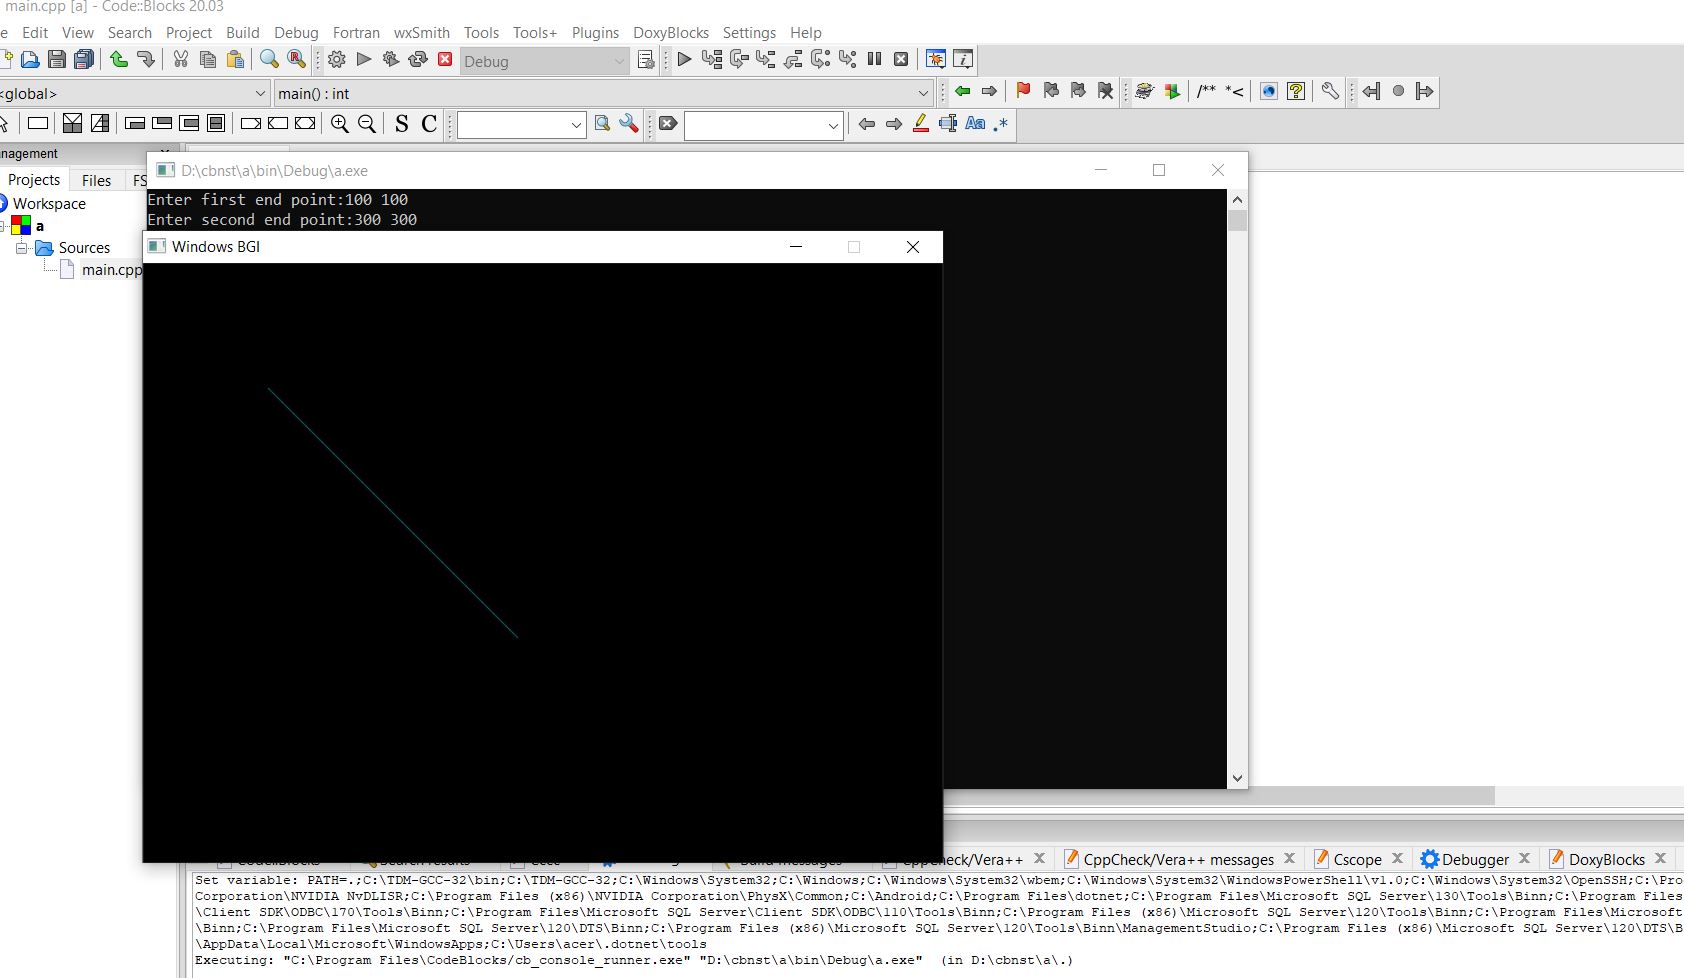 main.cpp [a] - Code::Blocks 20.03
e Edit View Search Project Build Debug Fortran wxSmith Tools Tools+ Plugins DoxyBlocks Settings Help
Debug
<global> main() : int
/** *<
S C Aa .*
nagement
Projects Files FS
D:\cbnst\a\bin\Debug\a.exe
Workspace
a
Sources
main.cpp
Enter first end point:100 100
Enter second end point:300 300
Windows BGI
Code::Blocks Search results Cccc Build messages CppCheck/Vera++ CppCheck/Vera++ messages Cscope Debugger DoxyBlocks
Set variable: PATH=.;C:\TDM-GCC-32\bin;C:\TDM-GCC-32;C:\Windows\System32;C:\Windows;C:\Windows\System32\wbem;C:\Windows\System32\WindowsPowerShell\v1.0;C:\Windows\System32\OpenSSH;C:\Pro
Corporation\NVIDIA NvDLISR;C:\Program Files (x86)\NVIDIA Corporation\PhysX\Common;C:\Android;C:\Program Files\dotnet;C:\Program Files\Microsoft SQL Server\130\Tools\Binn;C:\Program Files
\Client SDK\ODBC\170\Tools\Binn;C:\Program Files\Microsoft SQL Server\Client SDK\ODBC\110\Tools\Binn;C:\Program Files (x86)\Microsoft SQL Server\120\Tools\Binn;C:\Program Files\Microsoft
\Binn;C:\Program Files\Microsoft SQL Server\120\DTS\Binn;C:\Program Files (x86)\Microsoft SQL Server\120\Tools\Binn\ManagementStudio;C:\Program Files (x86)\Microsoft SQL Server\120\DTS\B
\AppData\Local\Microsoft\WindowsApps;C:\Users\acer\.dotnet\tools
Executing: "C:\Program Files\CodeBlocks/cb_console_runner.exe" "D:\cbnst\a\bin\Debug\a.exe"  (in D:\cbnst\a\.)